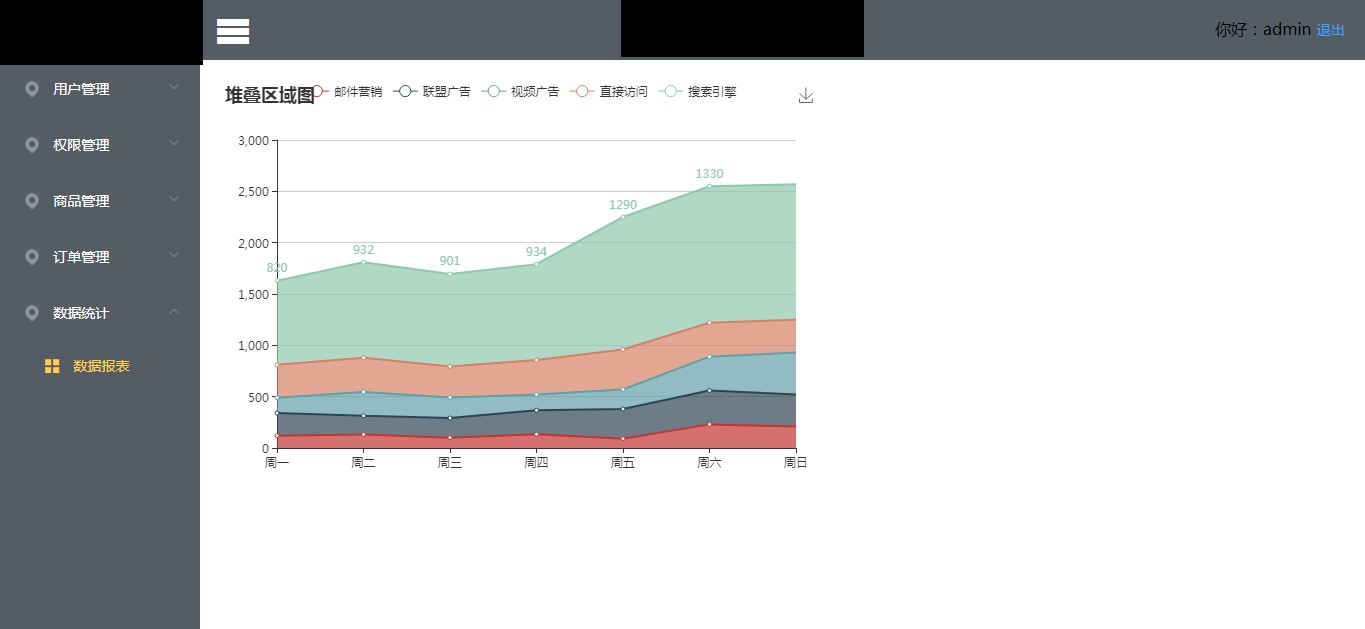 你好：admin 退出
用户管理
权限管理
商品管理
订单管理
数据统计
数据报表
堆叠区域图
邮件营销 联盟广告 视频广告 直接访问 搜索引擎
3,000
2,500
2,000
1,500
1,000
500
0
820 932 901 934 1290 1330
周一 周二 周三 周四 周五 周六 周日